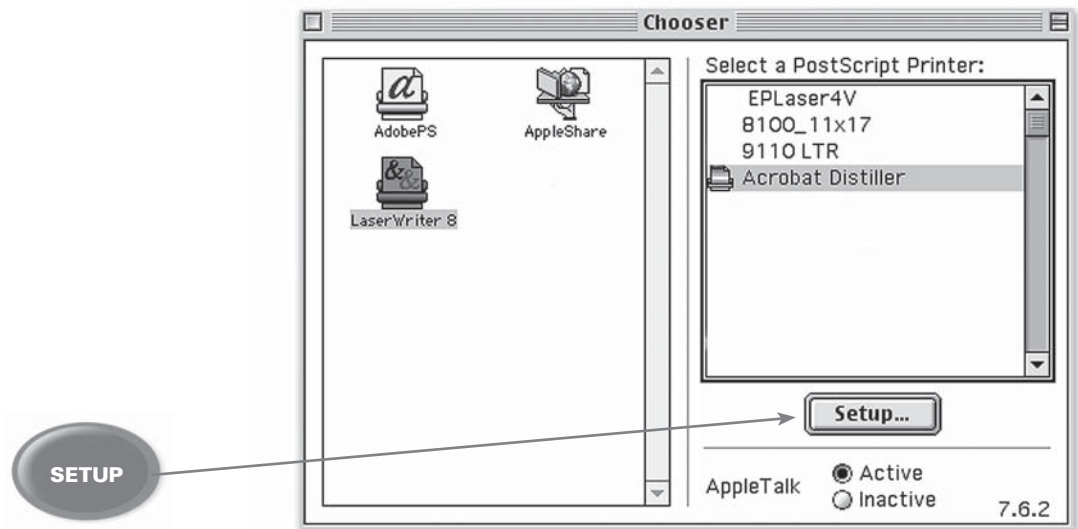 Chooser
AdobePS
AppleShare
LaserWriter 8
Select a PostScript Printer:
EPLaser4V
8100_11x17
9110 LTR
Acrobat Distiller
Setup...
SETUP
AppleTalk
Active
Inactive
7.6.2